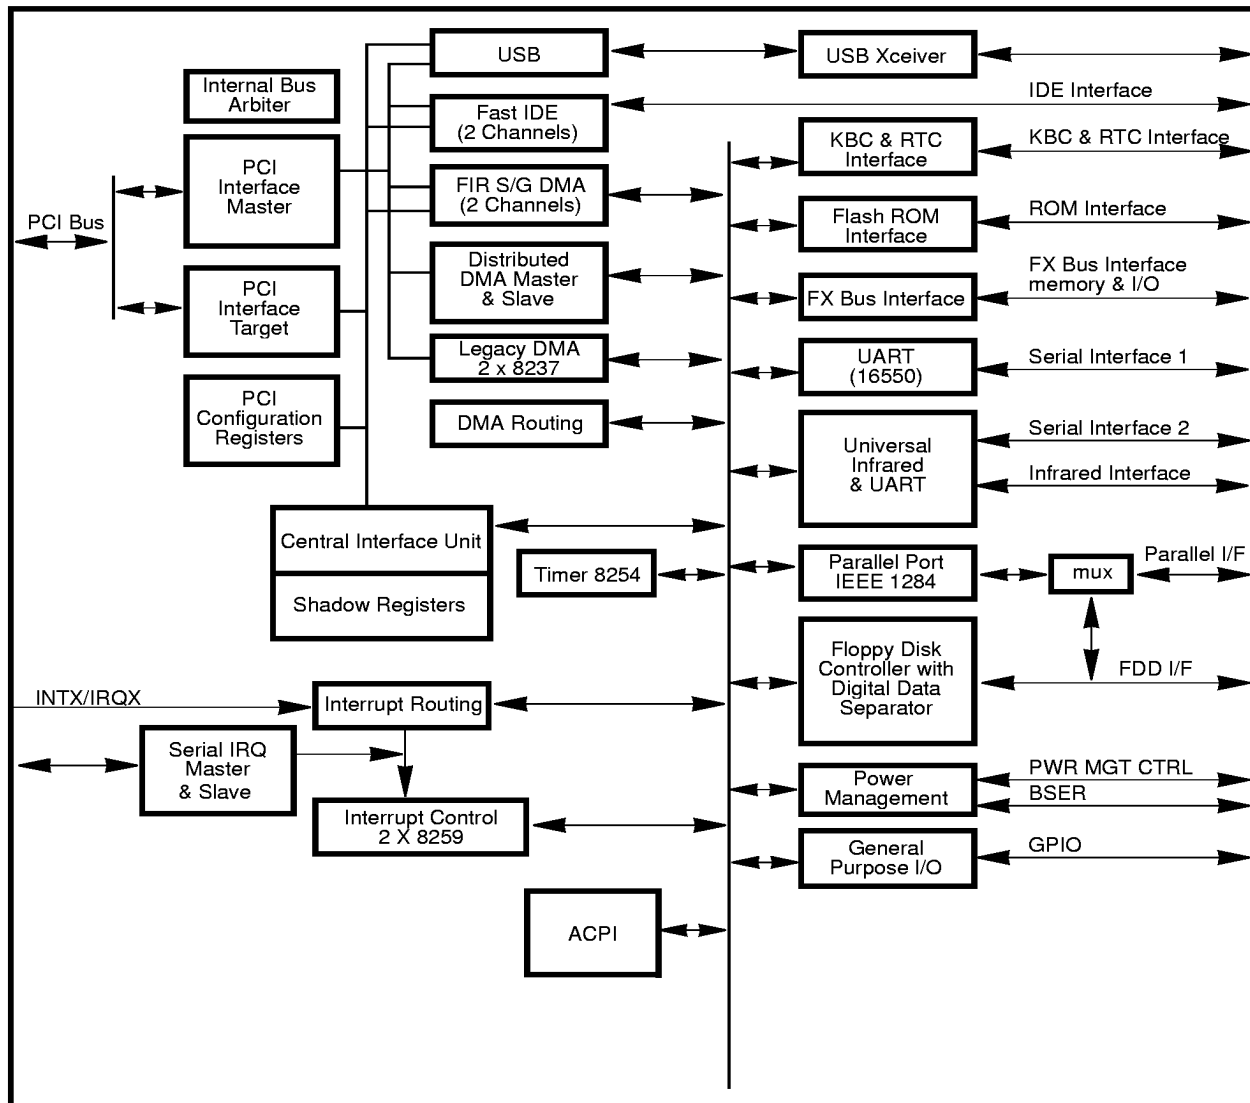 USB
USB Xceiver
Internal Bus
Arbiter
Fast IDE
(2 Channels)
IDE Interface
KBC & RTC
Interface
KBC & RTC Interface
PCI
Interface
Master
FIR S/G DMA
(2 Channels)
Flash ROM
Interface
ROM Interface
PCI Bus
Distributed
DMA Master
& Slave
FX Bus Interface
FX Bus Interface
memory & I/O
PCI
Interface
Target
Legacy DMA
2 x 8237
UART
(16550)
Serial Interface 1
PCI
Configuration
Registers
DMA Routing
Universal
Infrared
& UART
Serial Interface 2
Infrared Interface
Central Interface Unit
Shadow Registers
Timer 8254
Parallel Port
IEEE 1284
mux
Parallel I/F
Floppy Disk
Controller with
Digital Data
Separator
FDD I/F
INTX/IRQX
Interrupt Routing
Serial IRQ
Master
& Slave
Interrupt Control
2 X 8259
Power
Management
PWR MGT CTRL
BSER
General
Purpose I/O
GPIO
ACPI